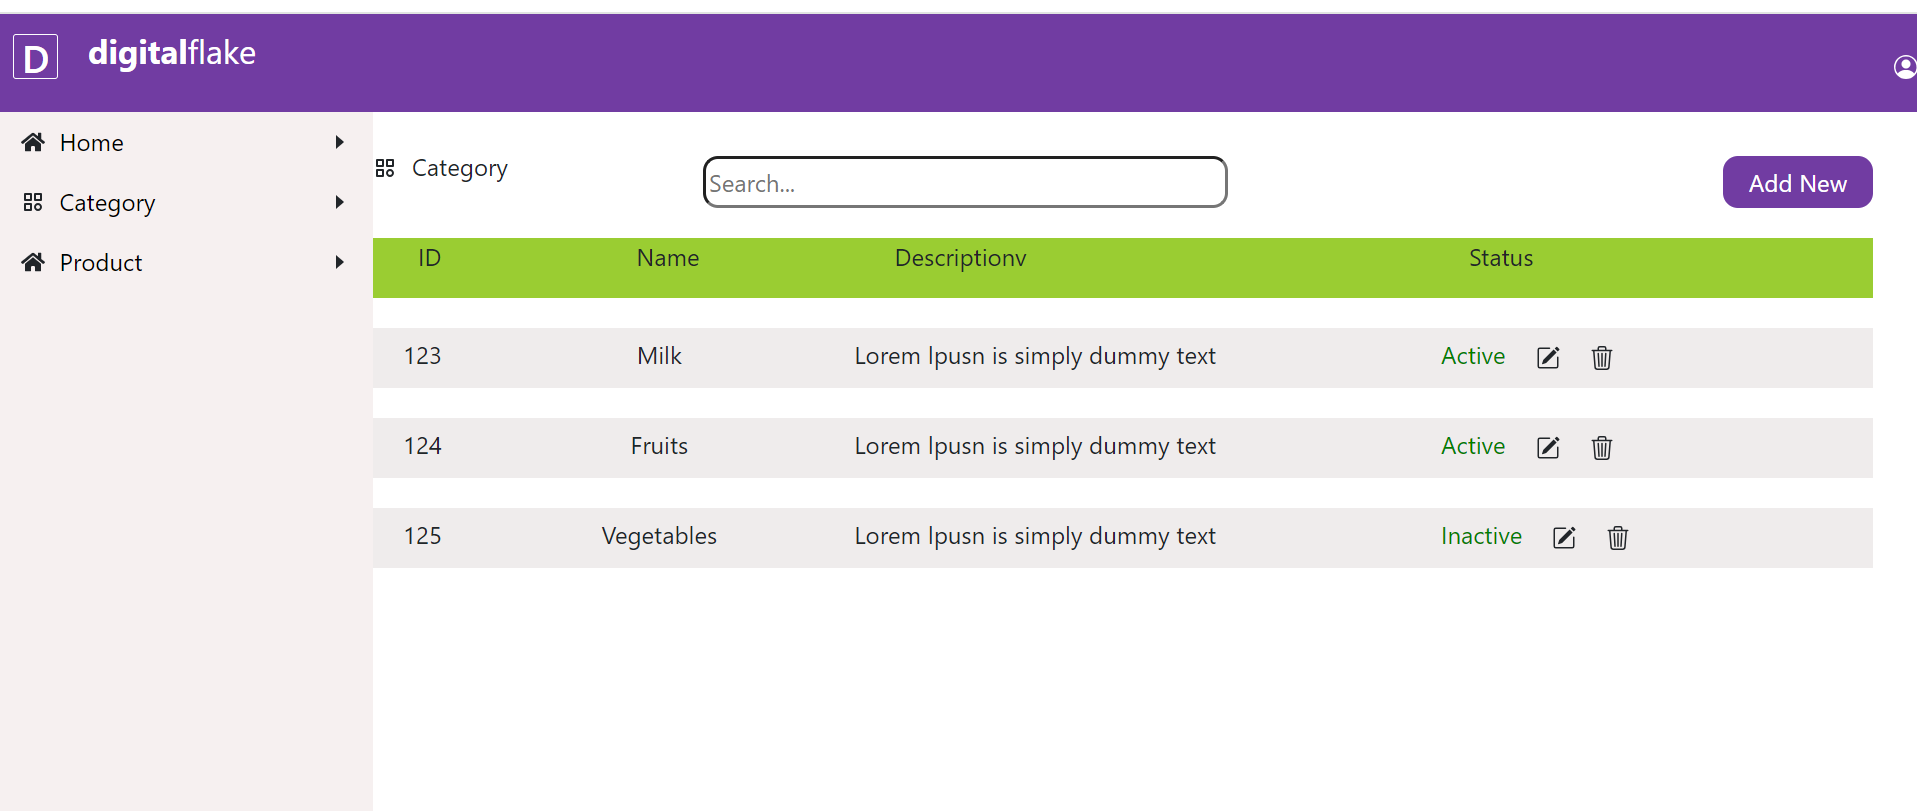 D digitalflake
Home
Category
Product
Category Search... Add New
ID Name Descriptionv Status
123 Milk Lorem Ipusn is simply dummy text Active
124 Fruits Lorem Ipusn is simply dummy text Active
125 Vegetables Lorem Ipusn is simply dummy text Inactive